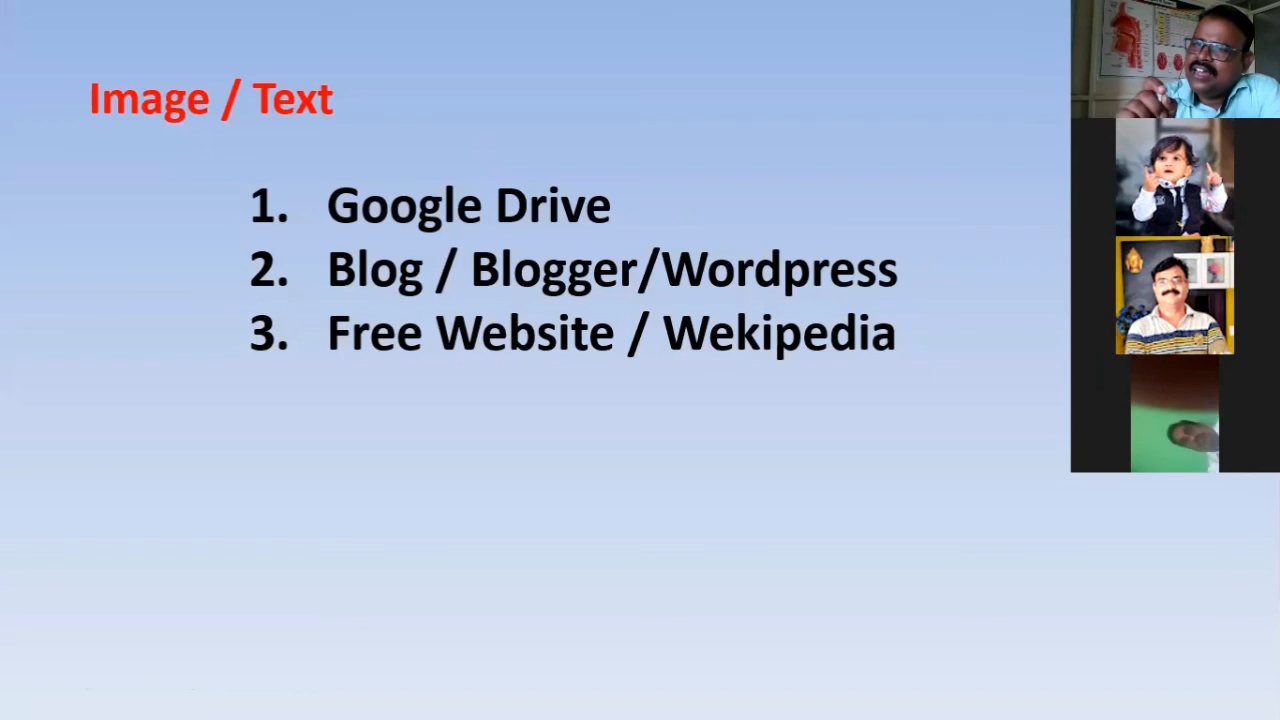 Image / Text
1. Google Drive
2. Blog / Blogger/Wordpress
3. Free Website / Wekipedia